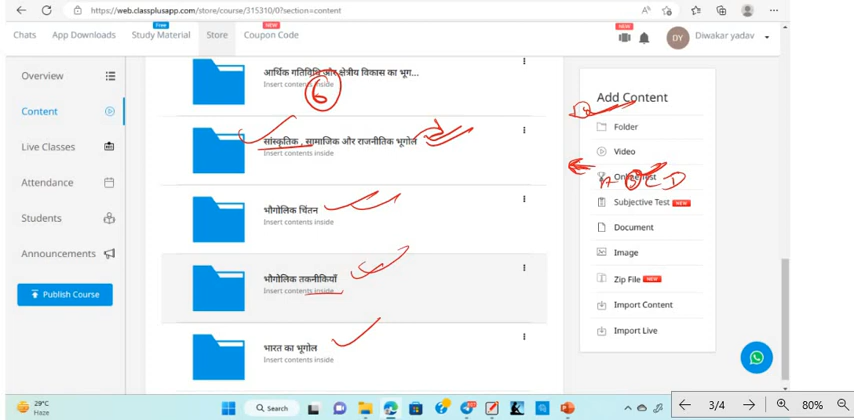 https://web.classplusapp.com/store/course/315310/0?section=content
Chats
App Downloads
Free
Study Material
Store
NEW
Coupon Code
DY
Diwakar yadav
Overview
Content
Live Classes
Attendance
Students
Announcements
Publish Course
आर्थिक गतिविधि और क्षेत्रीय विकास का भूग...
Insert contents inside
6
सांस्कृतिक , सामाजिक और राजनीतिक भूगोल
Insert contents inside
भौगोलिक चिंतन
Insert contents inside
भौगोलिक तकनीकियाँ
Insert contents inside
भारत का भूगोल
Insert contents inside
Add Content
Folder
Video
Online Test
A B C D
Subjective Test NEW
Document
Image
Zip File NEW
Import Content
Import Live
29°C
Haze
Search
3/4
80%